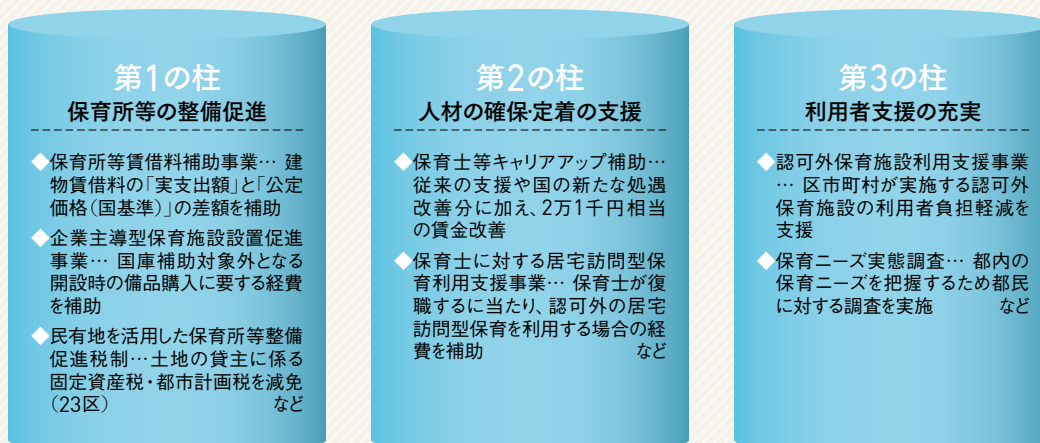 第1の柱
保育所等の整備促進
◆保育所等賃借料補助事業… 建
物賃借料の「実支出額」と「公定
価格(国基準)」の差額を補助
◆企業主導型保育施設設置促進
事業… 国庫補助対象外となる
開設時の備品購入に要する経費
を補助
◆民有地を活用した保育所等整備
促進税制…土地の貸主に係る
固定資産税・都市計画税を減免
(23区) など
第2の柱
人材の確保・定着の支援
◆保育士等キャリアアップ補助…
従来の支援や国の新たな処遇
改善分に加え、2万1千円相当
の賃金改善
◆保育士に対する居宅訪問型保
育利用支援事業… 保育士が復
職するに当たり、認可外の居宅
訪問型保育を利用する場合の経
費を補助 など
第3の柱
利用者支援の充実
◆認可外保育施設利用支援事業
… 区市町村が実施する認可外
保育施設の利用者負担軽減を
支援
◆保育ニーズ実態調査… 都内の
保育ニーズを把握するため都民
に対する調査を実施 など